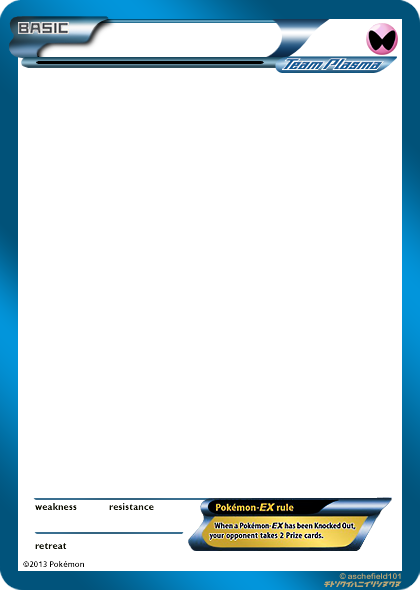 BASIC
Team Plasma
weakness resistance
Pokémon-EX rule
When a Pokémon-EX has been Knocked Out,
your opponent takes 2 Prize cards.
retreat
©2013 Pokémon
© aschefield101